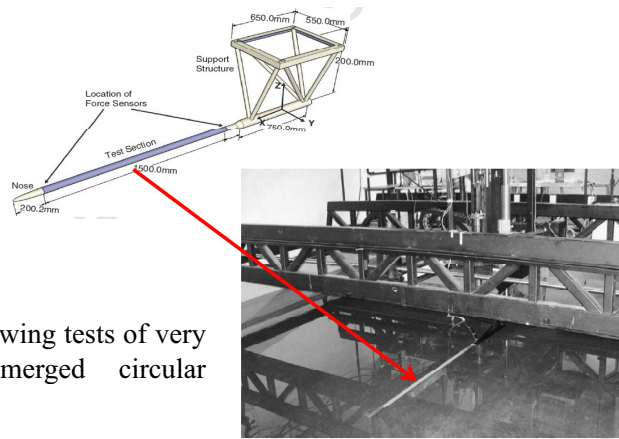 650.0mm
550.0mm
Support
Structure
200.0mm
Location of
Force Sensors
Z
X
Y
750.0mm
Test Section
1500.0mm
Nose
200.2mm
wing tests of very
merged circular